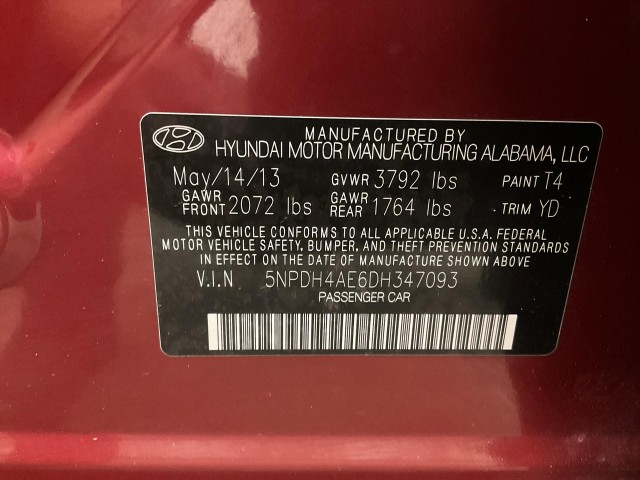 MANUFACTURED BY
HYUNDAI MOTOR MANUFACTURING ALABAMA, LLC
May/14/13 GVWR 3792 lbs PAINT T4
GAWR FRONT 2072 lbs GAWR REAR 1764 lbs TRIM YD
THIS VEHICLE CONFORMS TO ALL APPLICABLE U.S.A. FEDERAL
MOTOR VEHICLE SAFETY, BUMPER, AND THEFT PREVENTION STANDARDS
IN EFFECT ON THE DATE OF MANUFACTURE SHOWN ABOVE
V.I.N 5NPDH4AE6DH347093
PASSENGER CAR